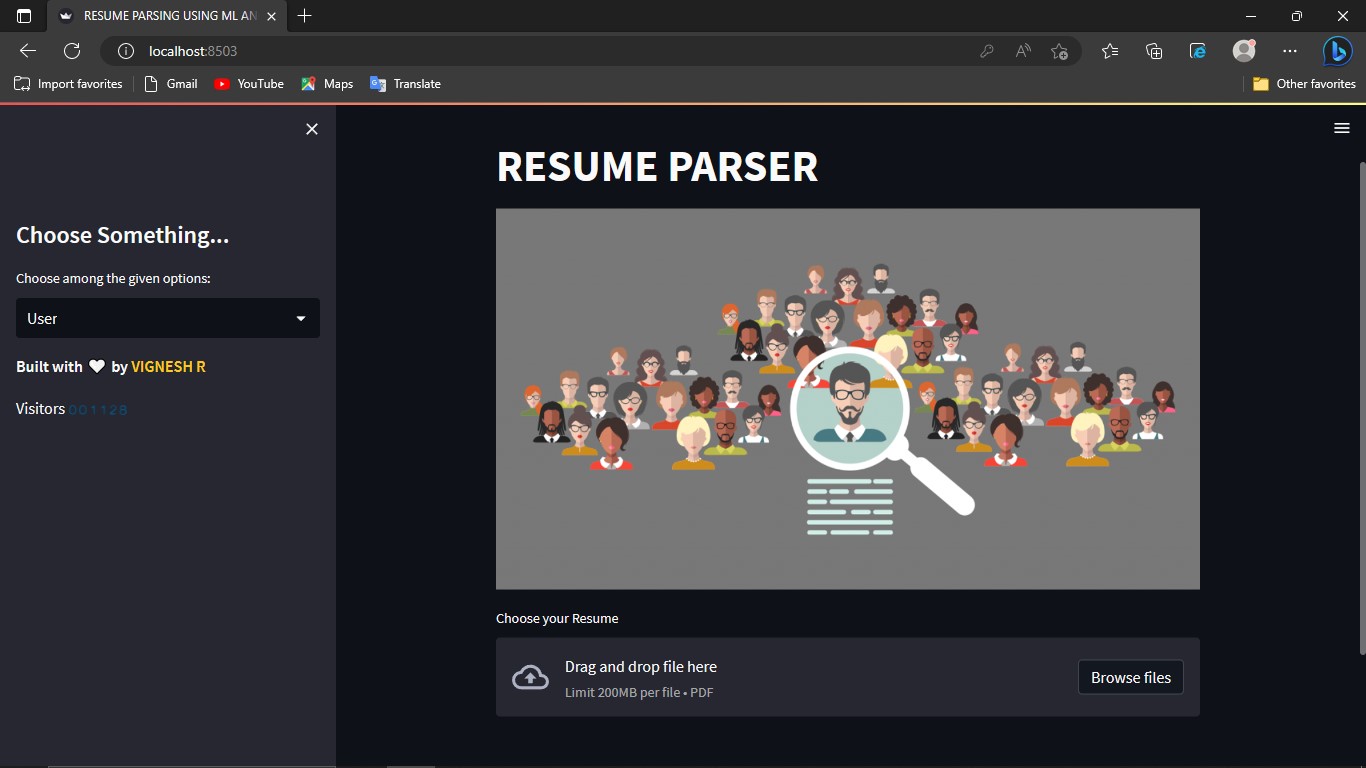 RESUME PARSING USING ML AN
localhost:8503
Import favorites
Gmail
YouTube
Maps
Translate
Other favorites
RESUME PARSER
Choose Something...
Choose among the given options:
User
Built with 🤍 by VIGNESH R
Visitors 001128
Choose your Resume
Drag and drop file here
Limit 200MB per file • PDF
Browse files